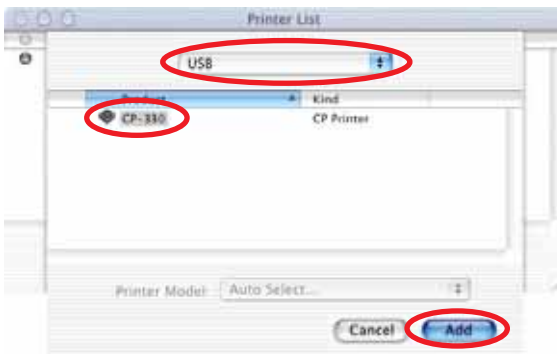 Printer List
USB
Product Kind
CP-330 CP Printer
Printer Model: Auto Select...
Cancel Add